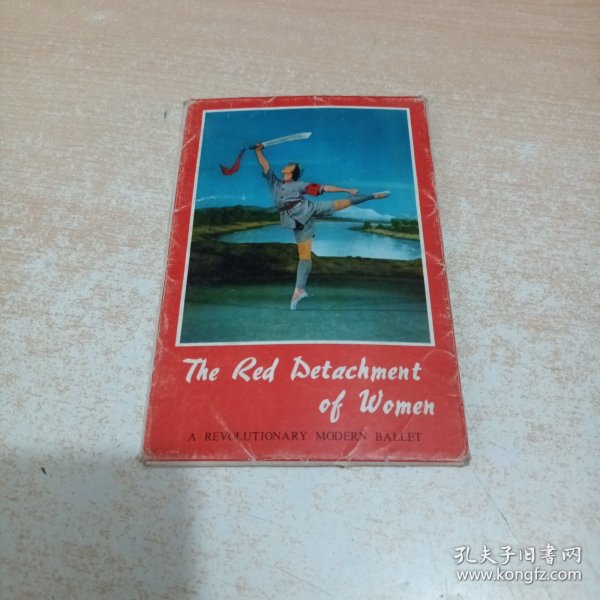 The Red Detachment
of Women
A REVOLUTIONARY MODERN BALLET
孔夫子旧书网
www.kongfz.com